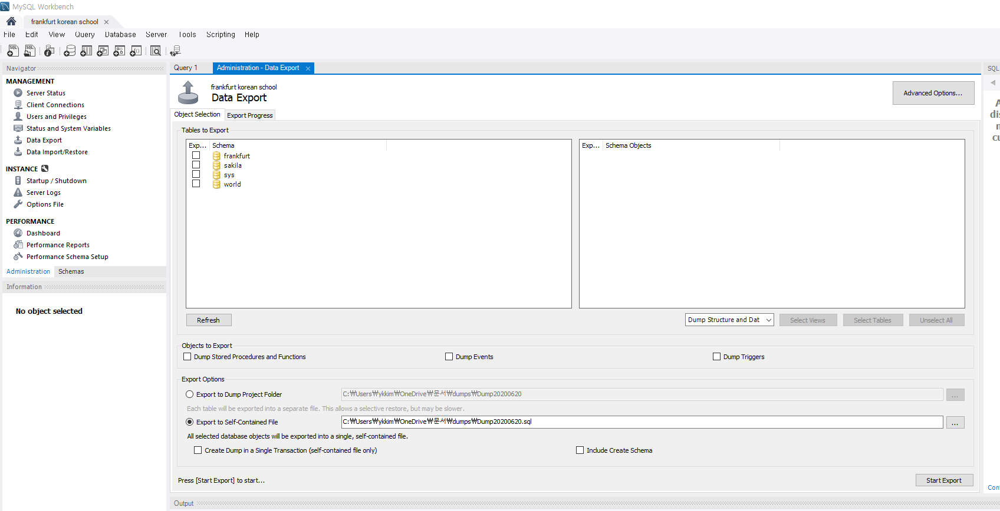 MySQL Workbench
frankfurt korean school
File Edit View Query Database Server Tools Scripting Help
Navigator
MANAGEMENT
Server Status
Client Connections
Users and Privileges
Status and System Variables
Data Export
Data Import/Restore
INSTANCE
Startup / Shutdown
Server Logs
Options File
PERFORMANCE
Dashboard
Performance Reports
Performance Schema Setup
Administration Schemas
Information
No object selected
Query 1 Administration - Data Export
frankfurt korean school
Data Export
Advanced Options...
Object Selection Export Progress
Tables to Export
Exp... Schema
frankfurt
sakila
sys
world
Exp... Schema Objects
Refresh
Dump Structure and Dat Select Views Select Tables Unselect All
Objects to Export
Dump Stored Procedures and Functions Dump Events Dump Triggers
Export Options
Export to Dump Project Folder C:₩Users₩ykkim₩OneDrive₩문서₩dumps₩Dump20200620 ...
Each table will be exported into a separate file. This allows a selective restore, but may be slower.
Export to Self-Contained File C:₩Users₩ykkim₩OneDrive₩문서₩dumps₩Dump20200620.sql ...
All selected database objects will be exported into a single, self-contained file.
Create Dump in a Single Transaction (self-contained file only) Include Create Schema
Press [Start Export] to start...
Start Export
Output
SQL